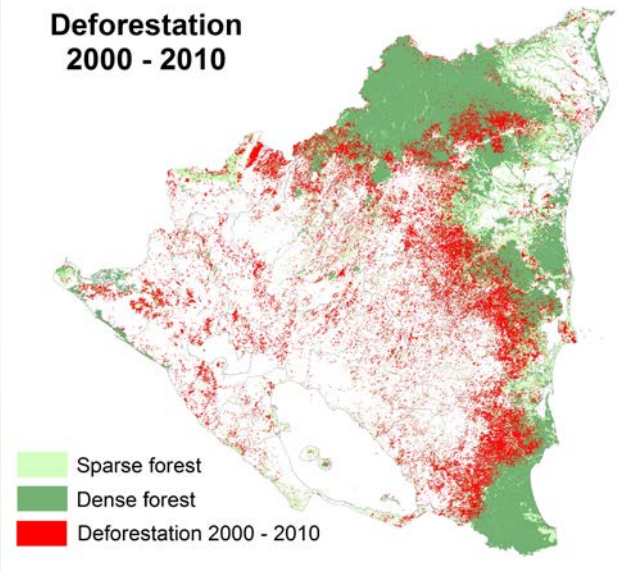 Deforestation
2000 - 2010
Sparse forest
Dense forest
Deforestation 2000 - 2010